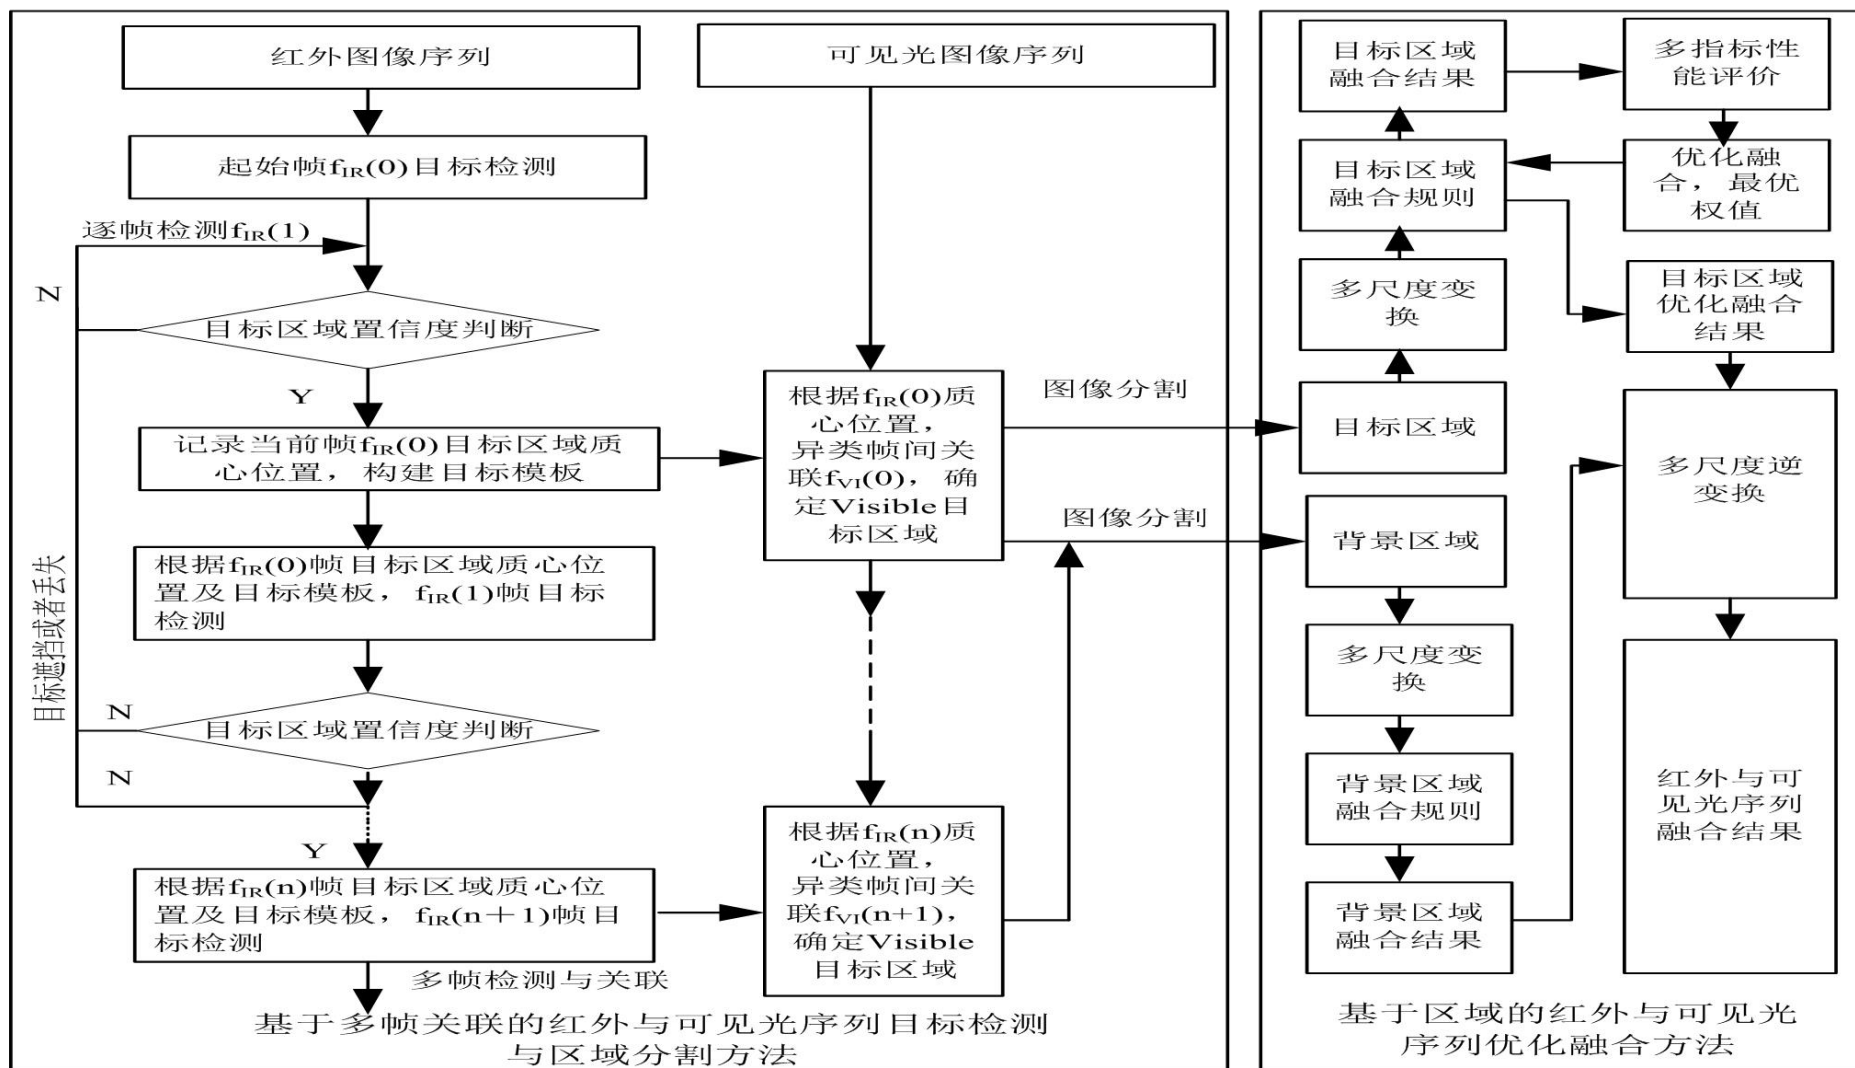 红外图像序列
可见光图像序列
起始帧fIR(0)目标检测
逐帧检测fIR(1)
N
目标区域置信度判断
Y
记录当前帧fIR(0)目标区域质
心位置，构建目标模板
根据fIR(0)帧目标区域质心位
置及目标模板，fIR(1)帧目标
检测
目标遮挡或者丢失
N
目标区域置信度判断
N
Y
根据fIR(n)帧目标区域质心位
置及目标模板，fIR(n＋1)帧目
标检测
多帧检测与关联
根据fIR(0)质
心位置，
异类帧间关
联fVI(0)，确
定Visible目
标区域
根据fIR(n)质
心位置，
异类帧间关
联fVI(n+1)，
确定Visible
目标区域
图像分割
图像分割
基于多帧关联的红外与可见光序列目标检测
与区域分割方法
目标区域
融合结果
多指标性
能评价
目标区域
融合规则
优化融
合，最优
权值
多尺度变
换
目标区域
优化融合
结果
目标区域
多尺度逆
变换
背景区域
多尺度变
换
背景区域
融合规则
红外与可
见光序列
融合结果
背景区域
融合结果
基于区域的红外与可见光
序列优化融合方法